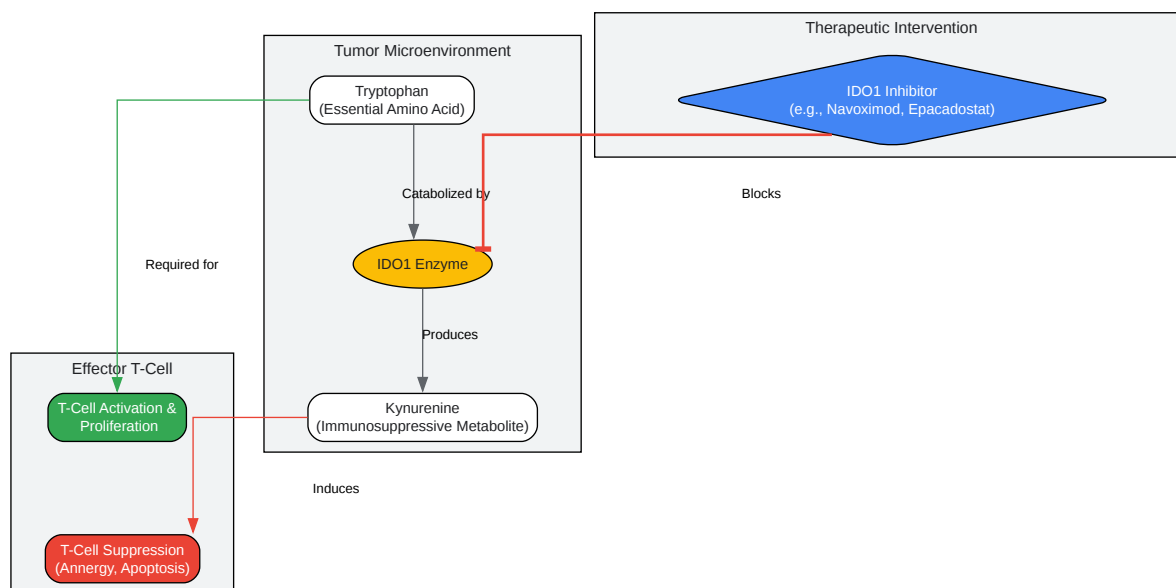 Therapeutic Intervention
Tumor Microenvironment
Tryptophan
(Essential Amino Acid)
IDO1 Inhibitor
(e.g., Navoximod, Epacadostat)
Catabolized by
Blocks
Required for
IDO1 Enzyme
Produces
Effector T-Cell
T-Cell Activation &
Proliferation
Kynurenine
(Immunosuppressive Metabolite)
Induces
T-Cell Suppression
(Annergy, Apoptosis)